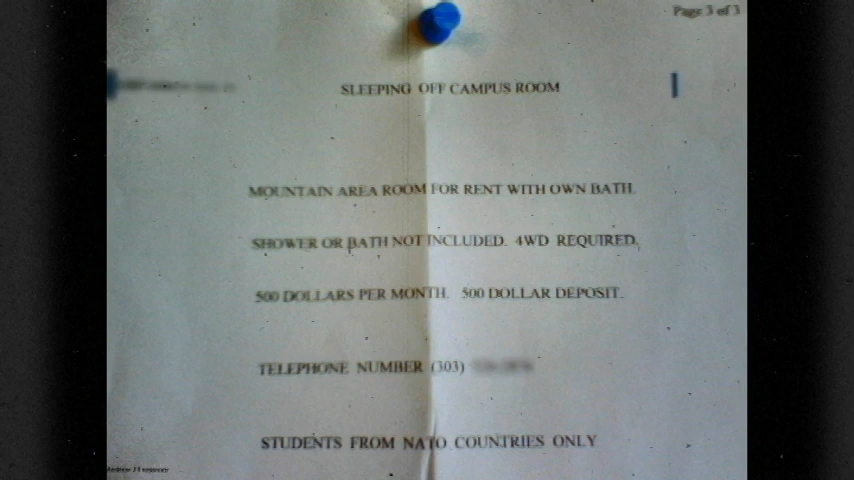 Page 3 of 3
SLEEPING OFF CAMPUS ROOM
MOUNTAIN AREA ROOM FOR RENT WITH OWN BATH.
SHOWER OR BATH NOT INCLUDED. 4WD REQUIRED.
500 DOLLARS PER MONTH. 500 DOLLAR DEPOSIT.
TELEPHONE NUMBER (303)
STUDENTS FROM NATO COUNTRIES ONLY